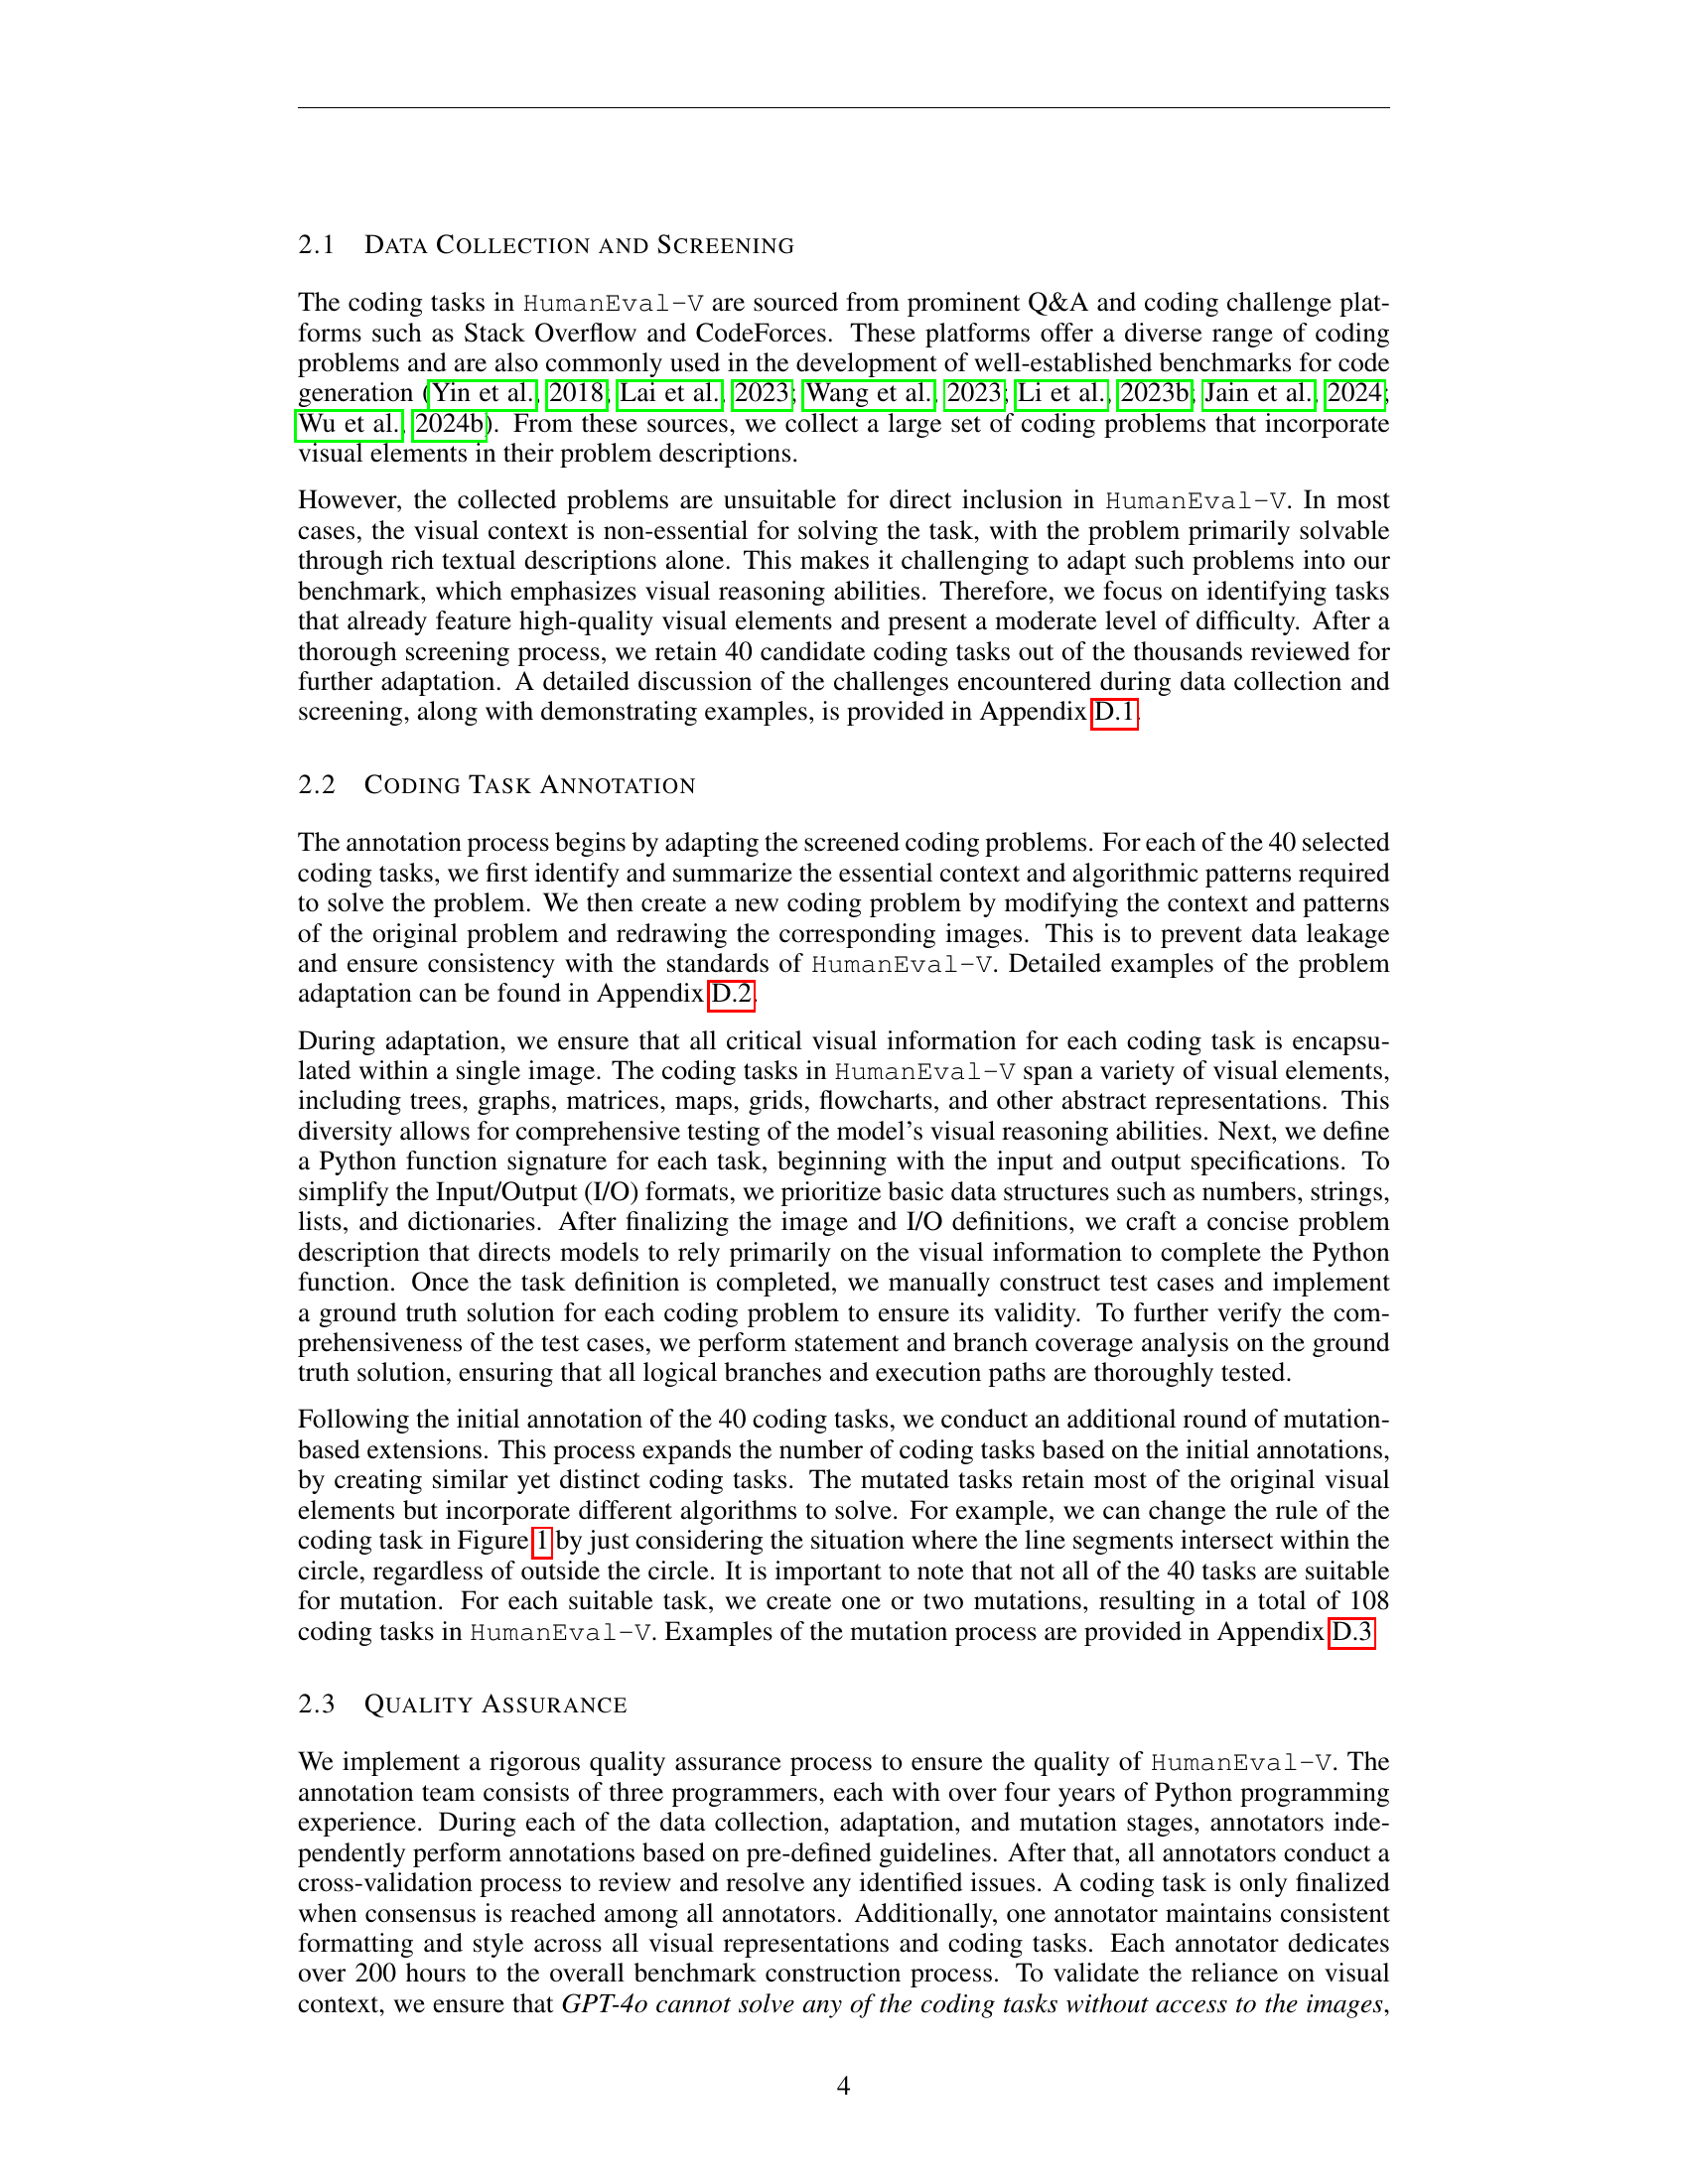 2.1 DATA COLLECTION AND SCREENING
The coding tasks in HumanEval-V are sourced from prominent Q&A and coding challenge plat-
forms such as Stack Overflow and CodeForces. These platforms offer a diverse range of coding
problems and are also commonly used in the development of well-established benchmarks for code
generation (Yin et al., 2018; Lai et al., 2023; Wang et al., 2023; Li et al., 2023b; Jain et al., 2024;
Wu et al., 2024b). From these sources, we collect a large set of coding problems that incorporate
visual elements in their problem descriptions.
However, the collected problems are unsuitable for direct inclusion in HumanEval-V. In most
cases, the visual context is non-essential for solving the task, with the problem primarily solvable
through rich textual descriptions alone. This makes it challenging to adapt such problems into our
benchmark, which emphasizes visual reasoning abilities. Therefore, we focus on identifying tasks
that already feature high-quality visual elements and present a moderate level of difficulty. After a
thorough screening process, we retain 40 candidate coding tasks out of the thousands reviewed for
further adaptation. A detailed discussion of the challenges encountered during data collection and
screening, along with demonstrating examples, is provided in Appendix D.1.
2.2 CODING TASK ANNOTATION
The annotation process begins by adapting the screened coding problems. For each of the 40 selected
coding tasks, we first identify and summarize the essential context and algorithmic patterns required
to solve the problem. We then create a new coding problem by modifying the context and patterns
of the original problem and redrawing the corresponding images. This is to prevent data leakage
and ensure consistency with the standards of HumanEval-V. Detailed examples of the problem
adaptation can be found in Appendix D.2.
During adaptation, we ensure that all critical visual information for each coding task is encapsu-
lated within a single image. The coding tasks in HumanEval-V span a variety of visual elements,
including trees, graphs, matrices, maps, grids, flowcharts, and other abstract representations. This
diversity allows for comprehensive testing of the model's visual reasoning abilities. Next, we define
a Python function signature for each task, beginning with the input and output specifications. To
simplify the Input/Output (I/O) formats, we prioritize basic data structures such as numbers, strings,
lists, and dictionaries. After finalizing the image and I/O definitions, we craft a concise problem
description that directs models to rely primarily on the visual information to complete the Python
function. Once the task definition is completed, we manually construct test cases and implement
a ground truth solution for each coding problem to ensure its validity. To further verify the com-
prehensiveness of the test cases, we perform statement and branch coverage analysis on the ground
truth solution, ensuring that all logical branches and execution paths are thoroughly tested.
Following the initial annotation of the 40 coding tasks, we conduct an additional round of mutation-
based extensions. This process expands the number of coding tasks based on the initial annotations,
by creating similar yet distinct coding tasks. The mutated tasks retain most of the original visual
elements but incorporate different algorithms to solve. For example, we can change the rule of the
coding task in Figure 1 by just considering the situation where the line segments intersect within the
circle, regardless of outside the circle. It is important to note that not all of the 40 tasks are suitable
for mutation. For each suitable task, we create one or two mutations, resulting in a total of 108
coding tasks in HumanEval-V. Examples of the mutation process are provided in Appendix D.3
2.3 QUALITY ASSURANCE
We implement a rigorous quality assurance process to ensure the quality of HumanEval-V. The
annotation team consists of three programmers, each with over four years of Python programming
experience. During each of the data collection, adaptation, and mutation stages, annotators inde-
pendently perform annotations based on pre-defined guidelines. After that, all annotators conduct a
cross-validation process to review and resolve any identified issues. A coding task is only finalized
when consensus is reached among all annotators. Additionally, one annotator maintains consistent
formatting and style across all visual representations and coding tasks. Each annotator dedicates
over 200 hours to the overall benchmark construction process. To validate the reliance on visual
context, we ensure that GPT-4o cannot solve any of the coding tasks without access to the images,
4